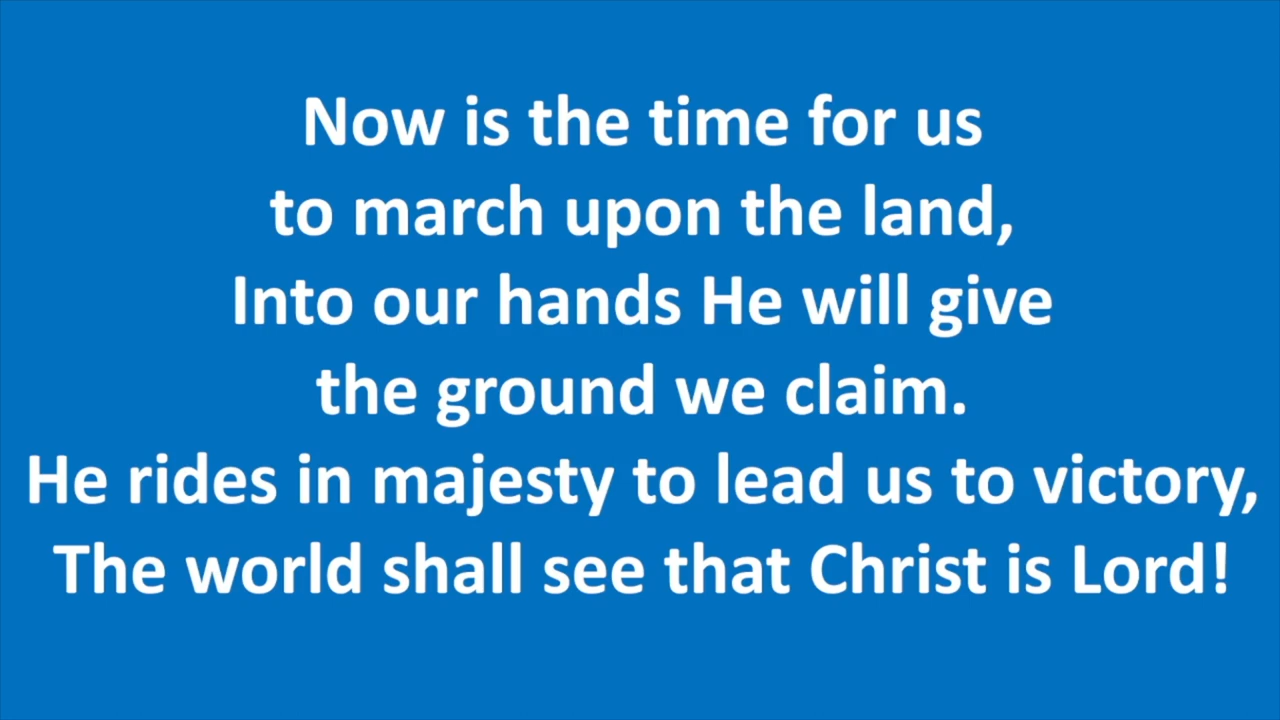 Now is the time for us
to march upon the land,
Into our hands He will give
the ground we claim.
He rides in majesty to lead us to victory,
The world shall see that Christ is Lord!